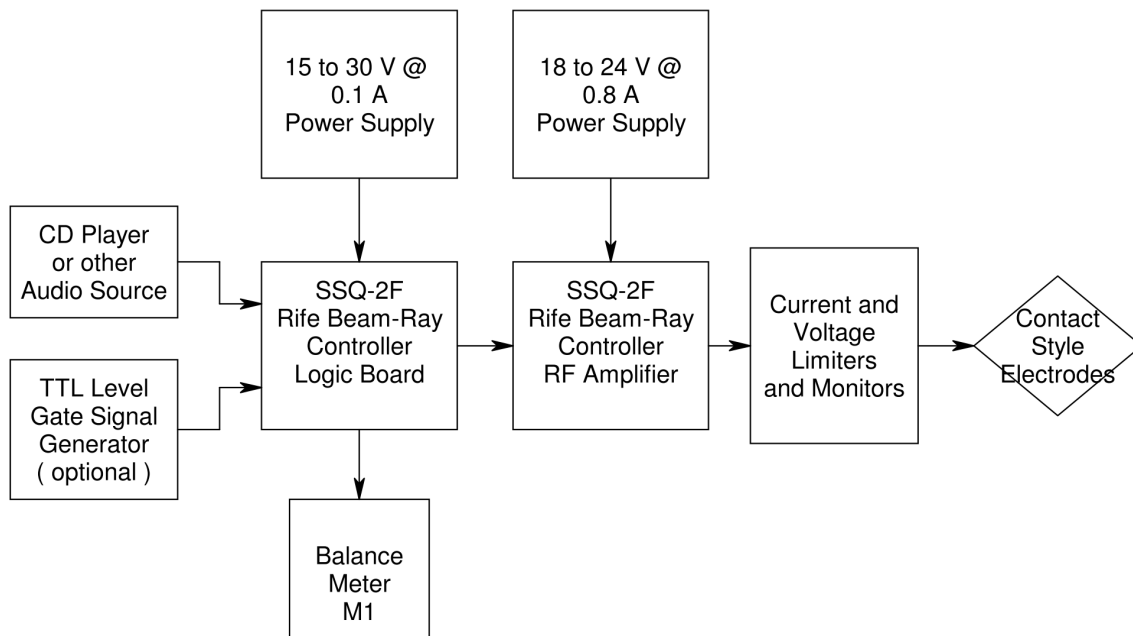 15 to 30 V @
0.1 A
Power Supply
18 to 24 V @
0.8 A
Power Supply
CD Player
or other
Audio Source
TTL Level
Gate Signal
Generator
( optional )
SSQ-2F
Rife Beam-Ray
Controller
Logic Board
SSQ-2F
Rife Beam-Ray
Controller
RF Amplifier
Current and
Voltage
Limiters
and Monitors
Contact
Style
Electrodes
Balance
Meter
M1